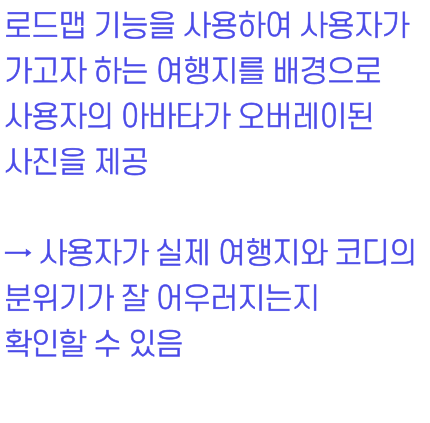 로드맵 기능을 사용하여 사용자가
가고자 하는 여행지를 배경으로
사용자의 아바타가 오버레이된
사진을 제공
→ 사용자가 실제 여행지와 코디의
분위기가 잘 어우러지는지
확인할 수 있음